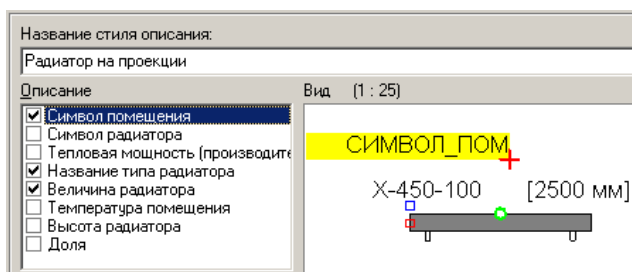 Название стиля описания:
Радиатор на проекции
Описание
Вид (1 : 25)
Символ помещения
Символ радиатора
Тепловая мощность (производите
Название типа радиатора
Величина радиатора
Температура помещения
Высота радиатора
Доля
СИМВОЛ_ПОМ
X-450-100 [2500 мм]